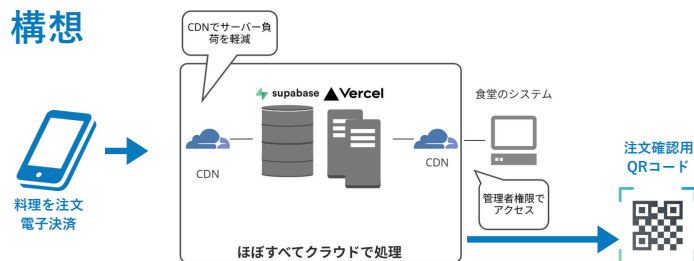 構想
CDNでサーバー負
荷を軽減
supabase
Vercel
食堂のシステム
CDN
CDN
管理者権限で
アクセス
料理を注文
電子決済
ほぼすべてクラウドで処理
注文確認用
QRコード